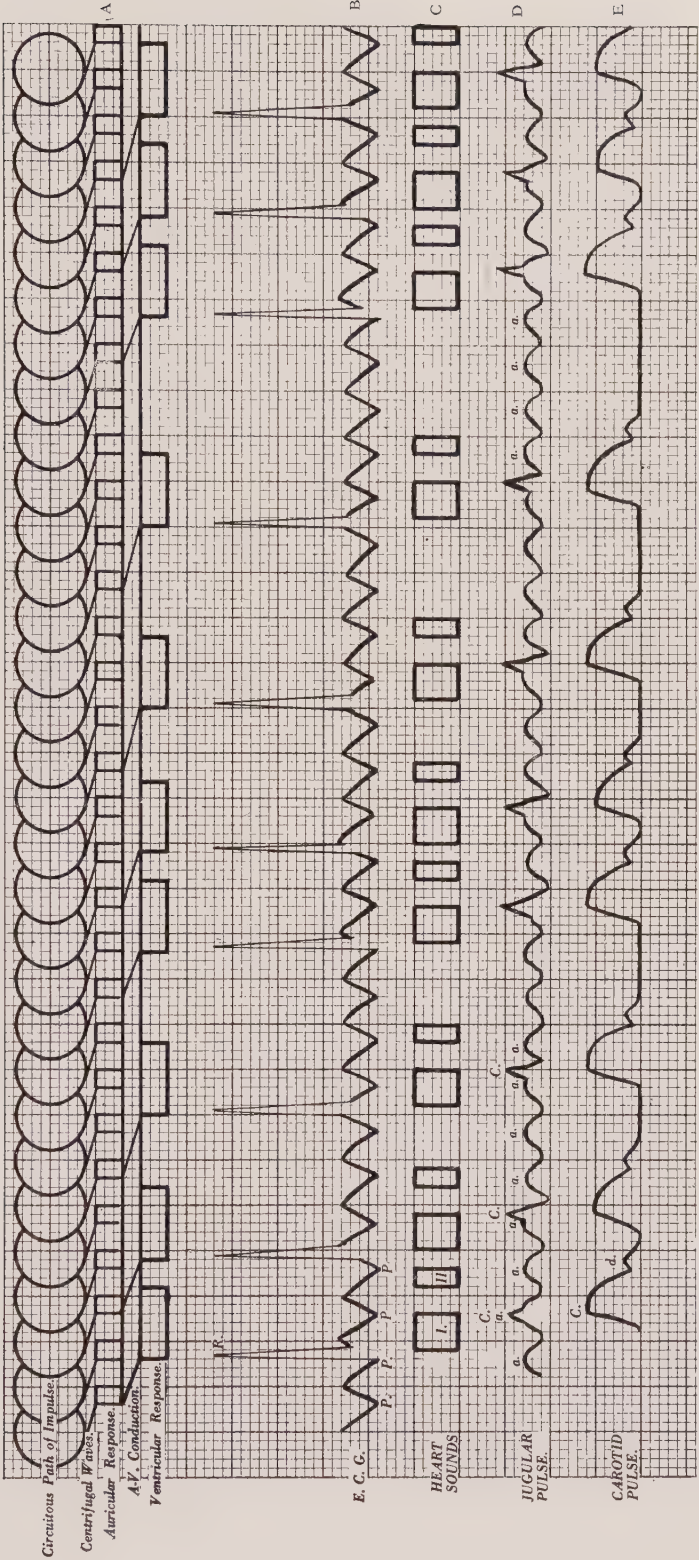 Circuitous Path of Impulse.
Centrifugal Waves.
Auricular Response.
A-V. Conduction.
Ventricular Response.
A
R.
P. P. P P.
E. C. G.
B
I. II
HEART
SOUNDS
C
C. C. C.
a. a. a. a. a. a. a. a. a. a. a. a.
JUGULAR
PULSE.
D
C. d.
CAROTID
PULSE.
E